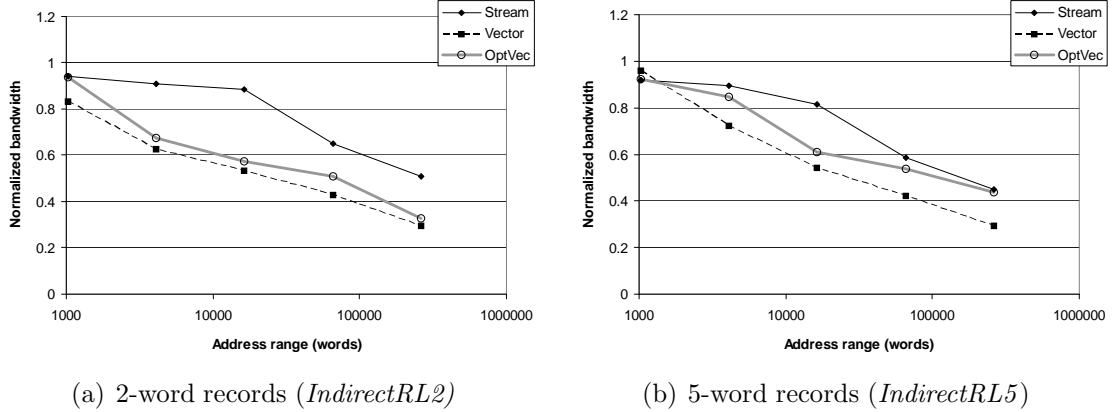 1.2
1
0.8
0.6
0.4
0.2
0
Normalized bandwidth
Stream
Vector
OptVec
1000 10000 100000 1000000
Address range (words)
(a) 2-word records (IndirectRL2)
1.2
1
0.8
0.6
0.4
0.2
0
Normalized bandwidth
Stream
Vector
OptVec
1000 10000 100000 1000000
Address range (words)
(b) 5-word records (IndirectRL5)